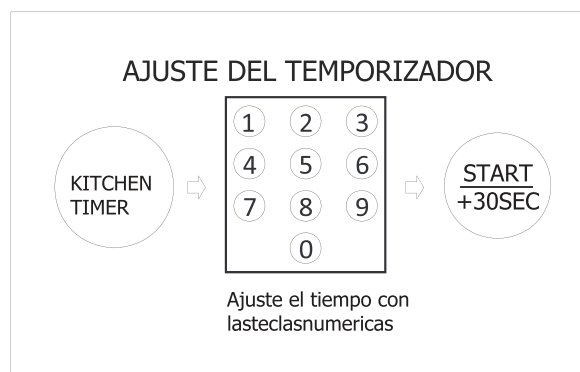 AJUSTE DEL TEMPORIZADOR
KITCHEN
TIMER
1 2 3
4 5 6
7 8 9
0
START
+30SEC
Ajuste el tiempo con
lasteclasnumericas